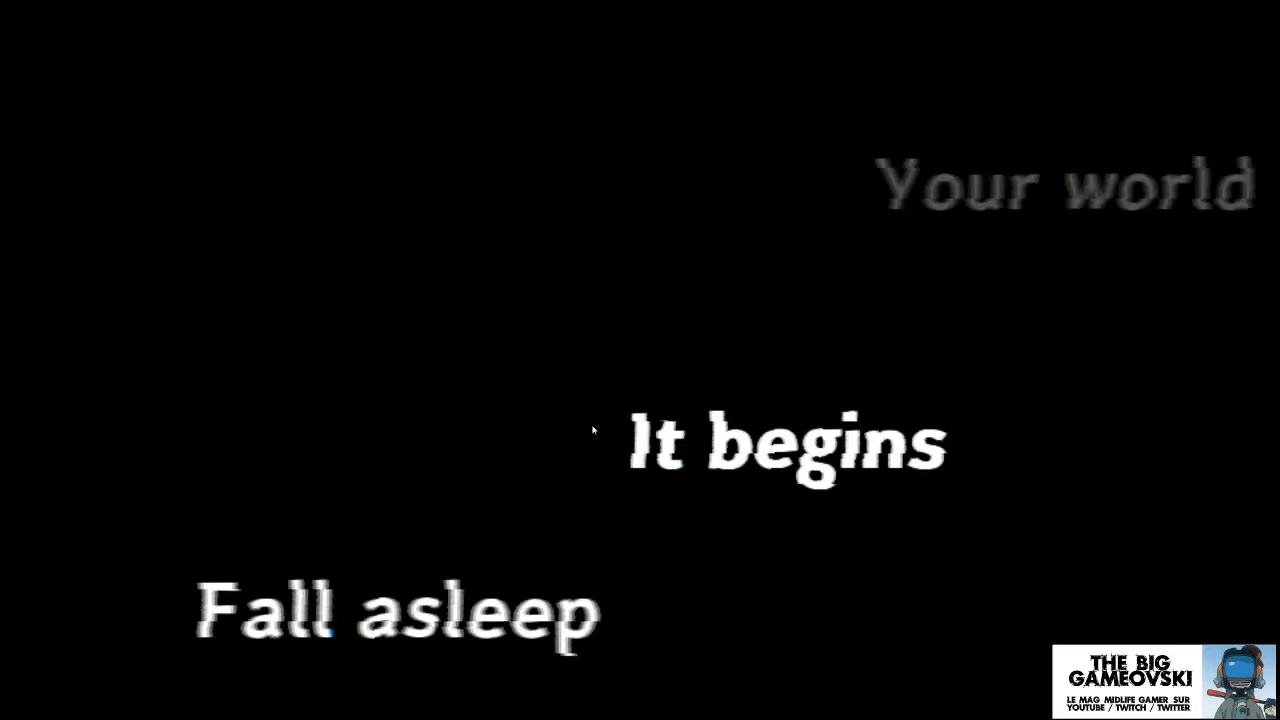 Your world
It begins
Fall asleep
THE BIG
GAMEOVSKI
LE MAG MIDLIFE GAMER SUR
YOUTUBE / TWITCH / TWITTER